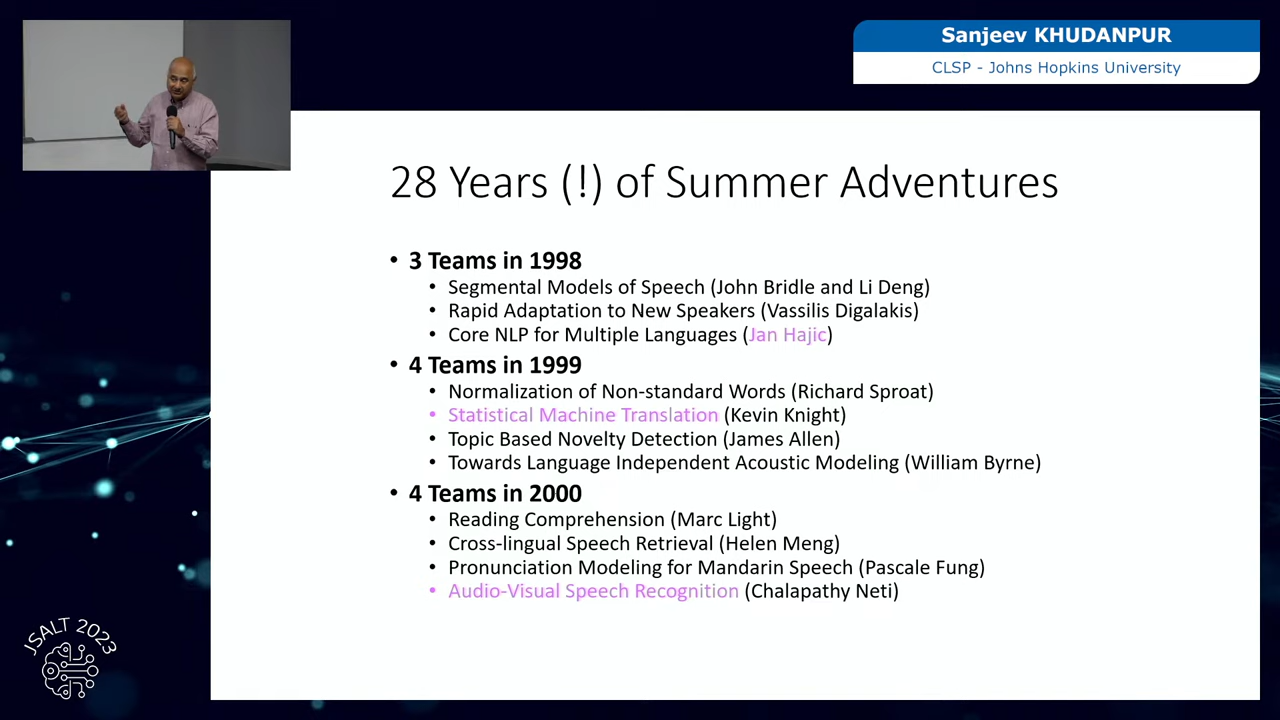 Sanjeev KHUDANPUR
CLSP - Johns Hopkins University
28 Years (!) of Summer Adventures
• 3 Teams in 1998
• Segmental Models of Speech (John Bridle and Li Deng)
• Rapid Adaptation to New Speakers (Vassilis Digalakis)
• Core NLP for Multiple Languages (Jan Hajic)
• 4 Teams in 1999
• Normalization of Non-standard Words (Richard Sproat)
• Statistical Machine Translation (Kevin Knight)
• Topic Based Novelty Detection (James Allen)
• Towards Language Independent Acoustic Modeling (William Byrne)
• 4 Teams in 2000
• Reading Comprehension (Marc Light)
• Cross-lingual Speech Retrieval (Helen Meng)
• Pronunciation Modeling for Mandarin Speech (Pascale Fung)
• Audio-Visual Speech Recognition (Chalapathy Neti)
JSALT 2023